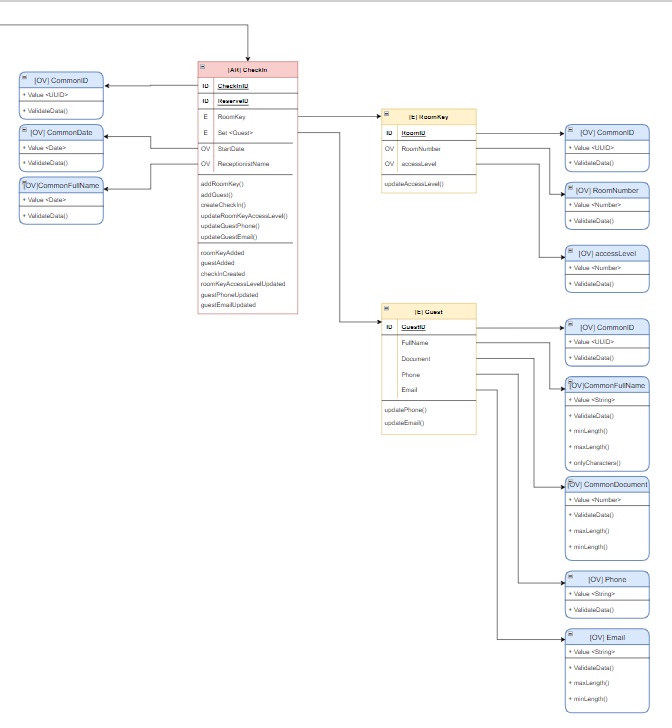 [OV] CommonID
+ Value <UUID>
+ ValidateData()
[OV] CommonDate
+ Value <Date>
+ ValidateData()
[OV]CommonFullName
+ Value <Date>
+ ValidateData()
[AR] CheckIn
ID CheckInID
ID ReserveID
E RoomKey
E Set <Guest>
OV StartDate
OV ReceptionistName
addRoomKey()
addGuest()
createCheckIn()
updateRoomKeyAccessLevel()
updateGuestPhone()
updateGuestEmail()
roomKeyAdded
guestAdded
checkInCreated
roomKeyAccessLevelUpdated
guestPhoneUpdated
guestEmailUpdated
[E] RoomKey
ID RoomID
OV RoomNumber
OV accessLevel
updateAccessLevel()
[OV] CommonID
+ Value <UUID>
+ ValidateData()
[OV] RoomNumber
+ Value <Number>
+ ValidateData()
[OV] accessLevel
+ Value <Number>
+ ValidateData()
[E] Guest
ID GuestID
FullName
Document
Phone
Email
updatePhone()
updateEmail()
[OV] CommonID
+ Value <UUID>
+ ValidateData()
[OV]CommonFullName
+ Value <String>
+ ValidateData()
+ minLength()
+ maxLength()
+ onlyCharacters()
[OV] CommonDocument
+ Value <Number>
+ ValidateData()
+ maxLength()
+ minLength()
[OV] Phone
+ Value <String>
+ ValidateData()
[OV] Email
+ Value <String>
+ ValidateData()
+ maxLength()
+ minLength()